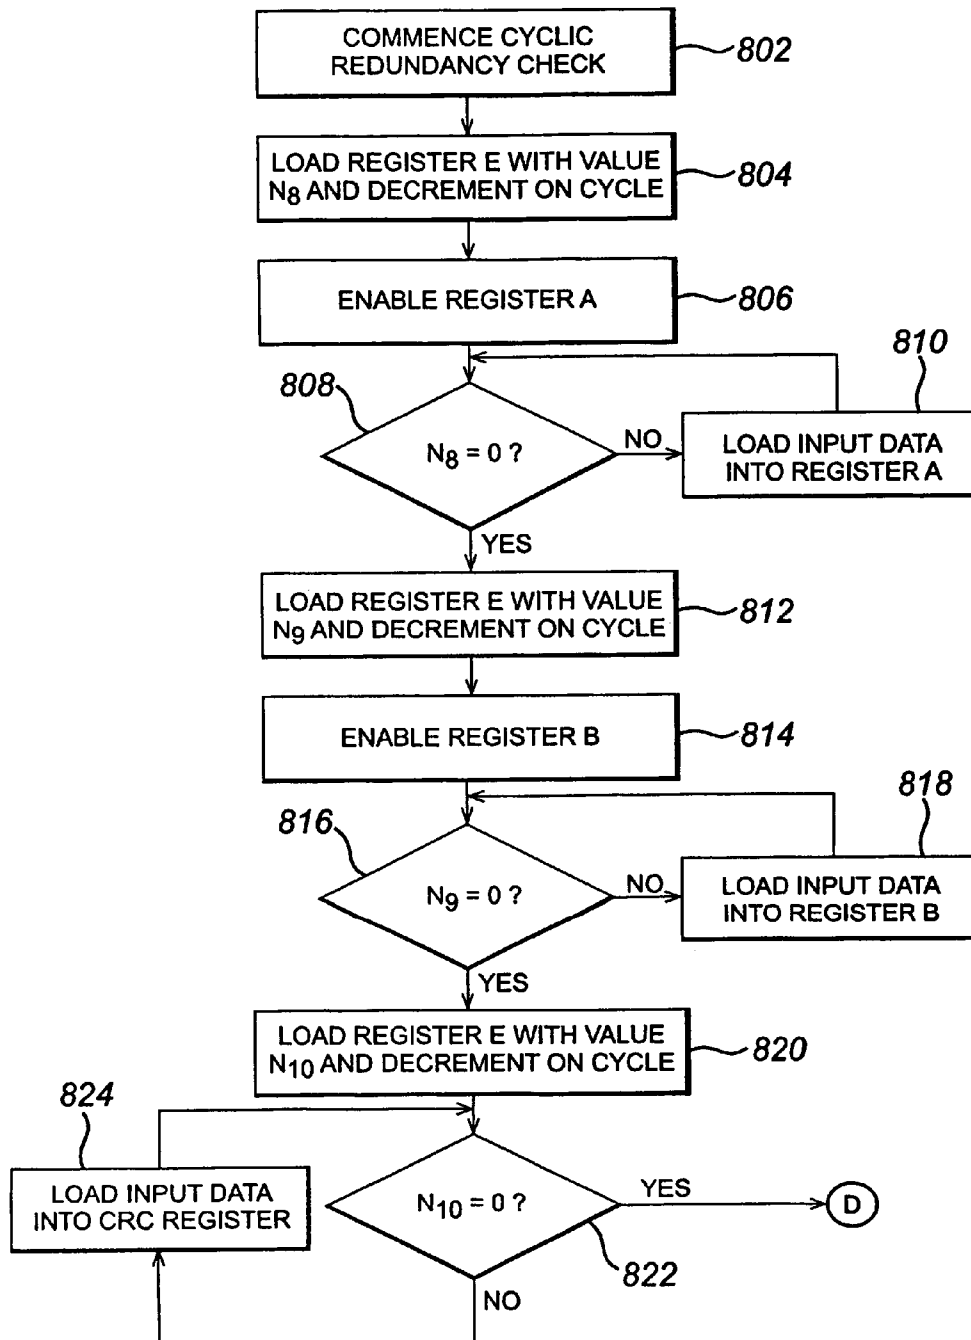 COMMENCE CYCLIC
REDUNDANCY CHECK
802
LOAD REGISTER E WITH VALUE
N8 AND DECREMENT ON CYCLE
804
ENABLE REGISTER A
806
808
N8 = 0 ?
NO
810
LOAD INPUT DATA
INTO REGISTER A
YES
LOAD REGISTER E WITH VALUE
N9 AND DECREMENT ON CYCLE
812
ENABLE REGISTER B
814
816
N9 = 0 ?
NO
818
LOAD INPUT DATA
INTO REGISTER B
YES
LOAD REGISTER E WITH VALUE
N10 AND DECREMENT ON CYCLE
820
824
LOAD INPUT DATA
INTO CRC REGISTER
N10 = 0 ?
YES
D
822
NO